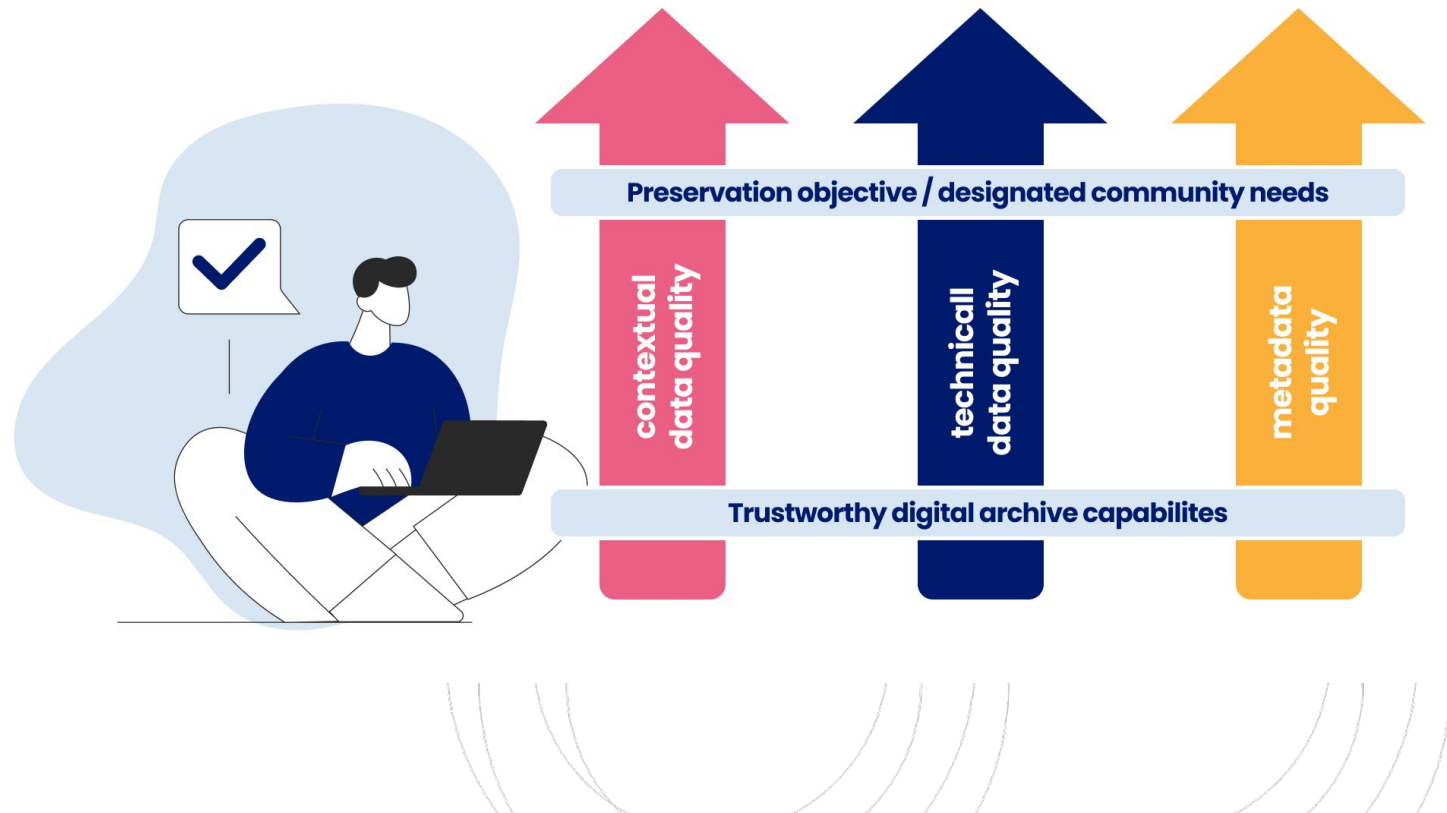 Preservation objective / designated community needs
contextual
data quality
technicall
data quality
metadata
quality
Trustworthy digital archive capabilites